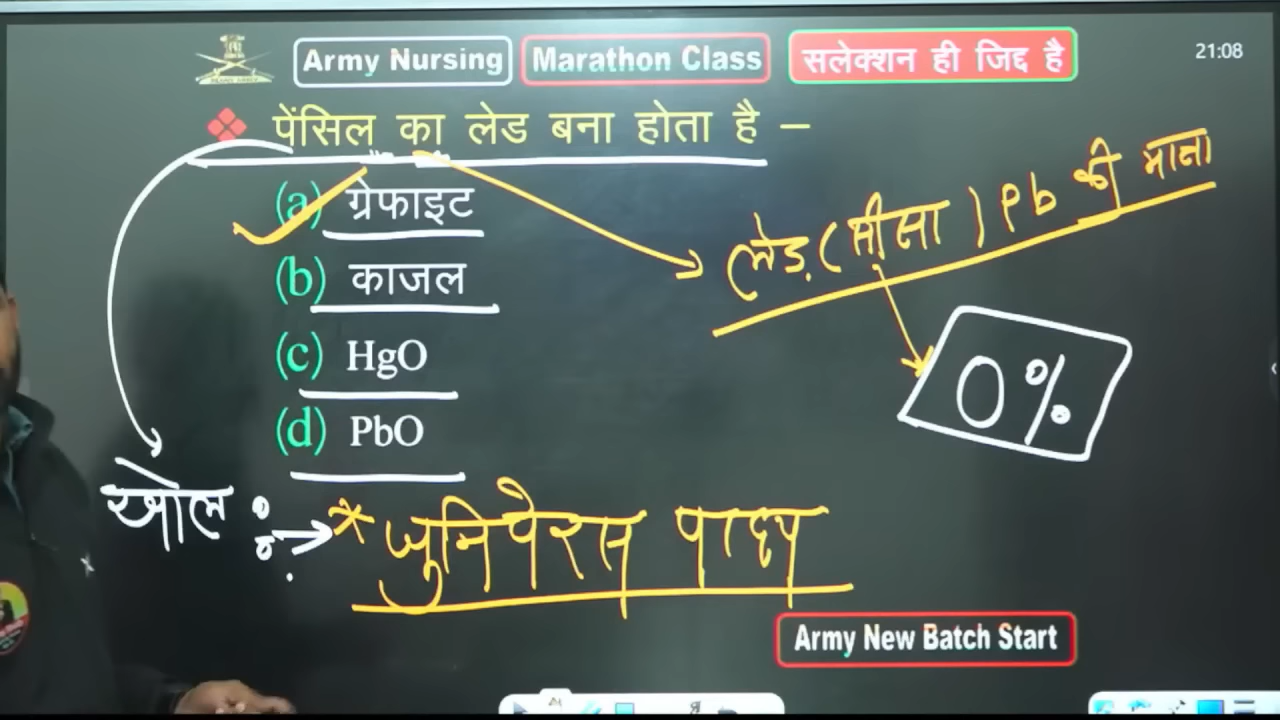 Army Nursing Marathon Class सलेक्शन ही जिद्द है 21:08
❖ पेंसिल का लेड बना होता है –
(a) ग्रेफाइट
(b) काजल
(c) HgO
(d) PbO
लेड (सीसा) Pb की मात्रा
0%
खोल : → * जुनिपेरस पादप
Army New Batch Start